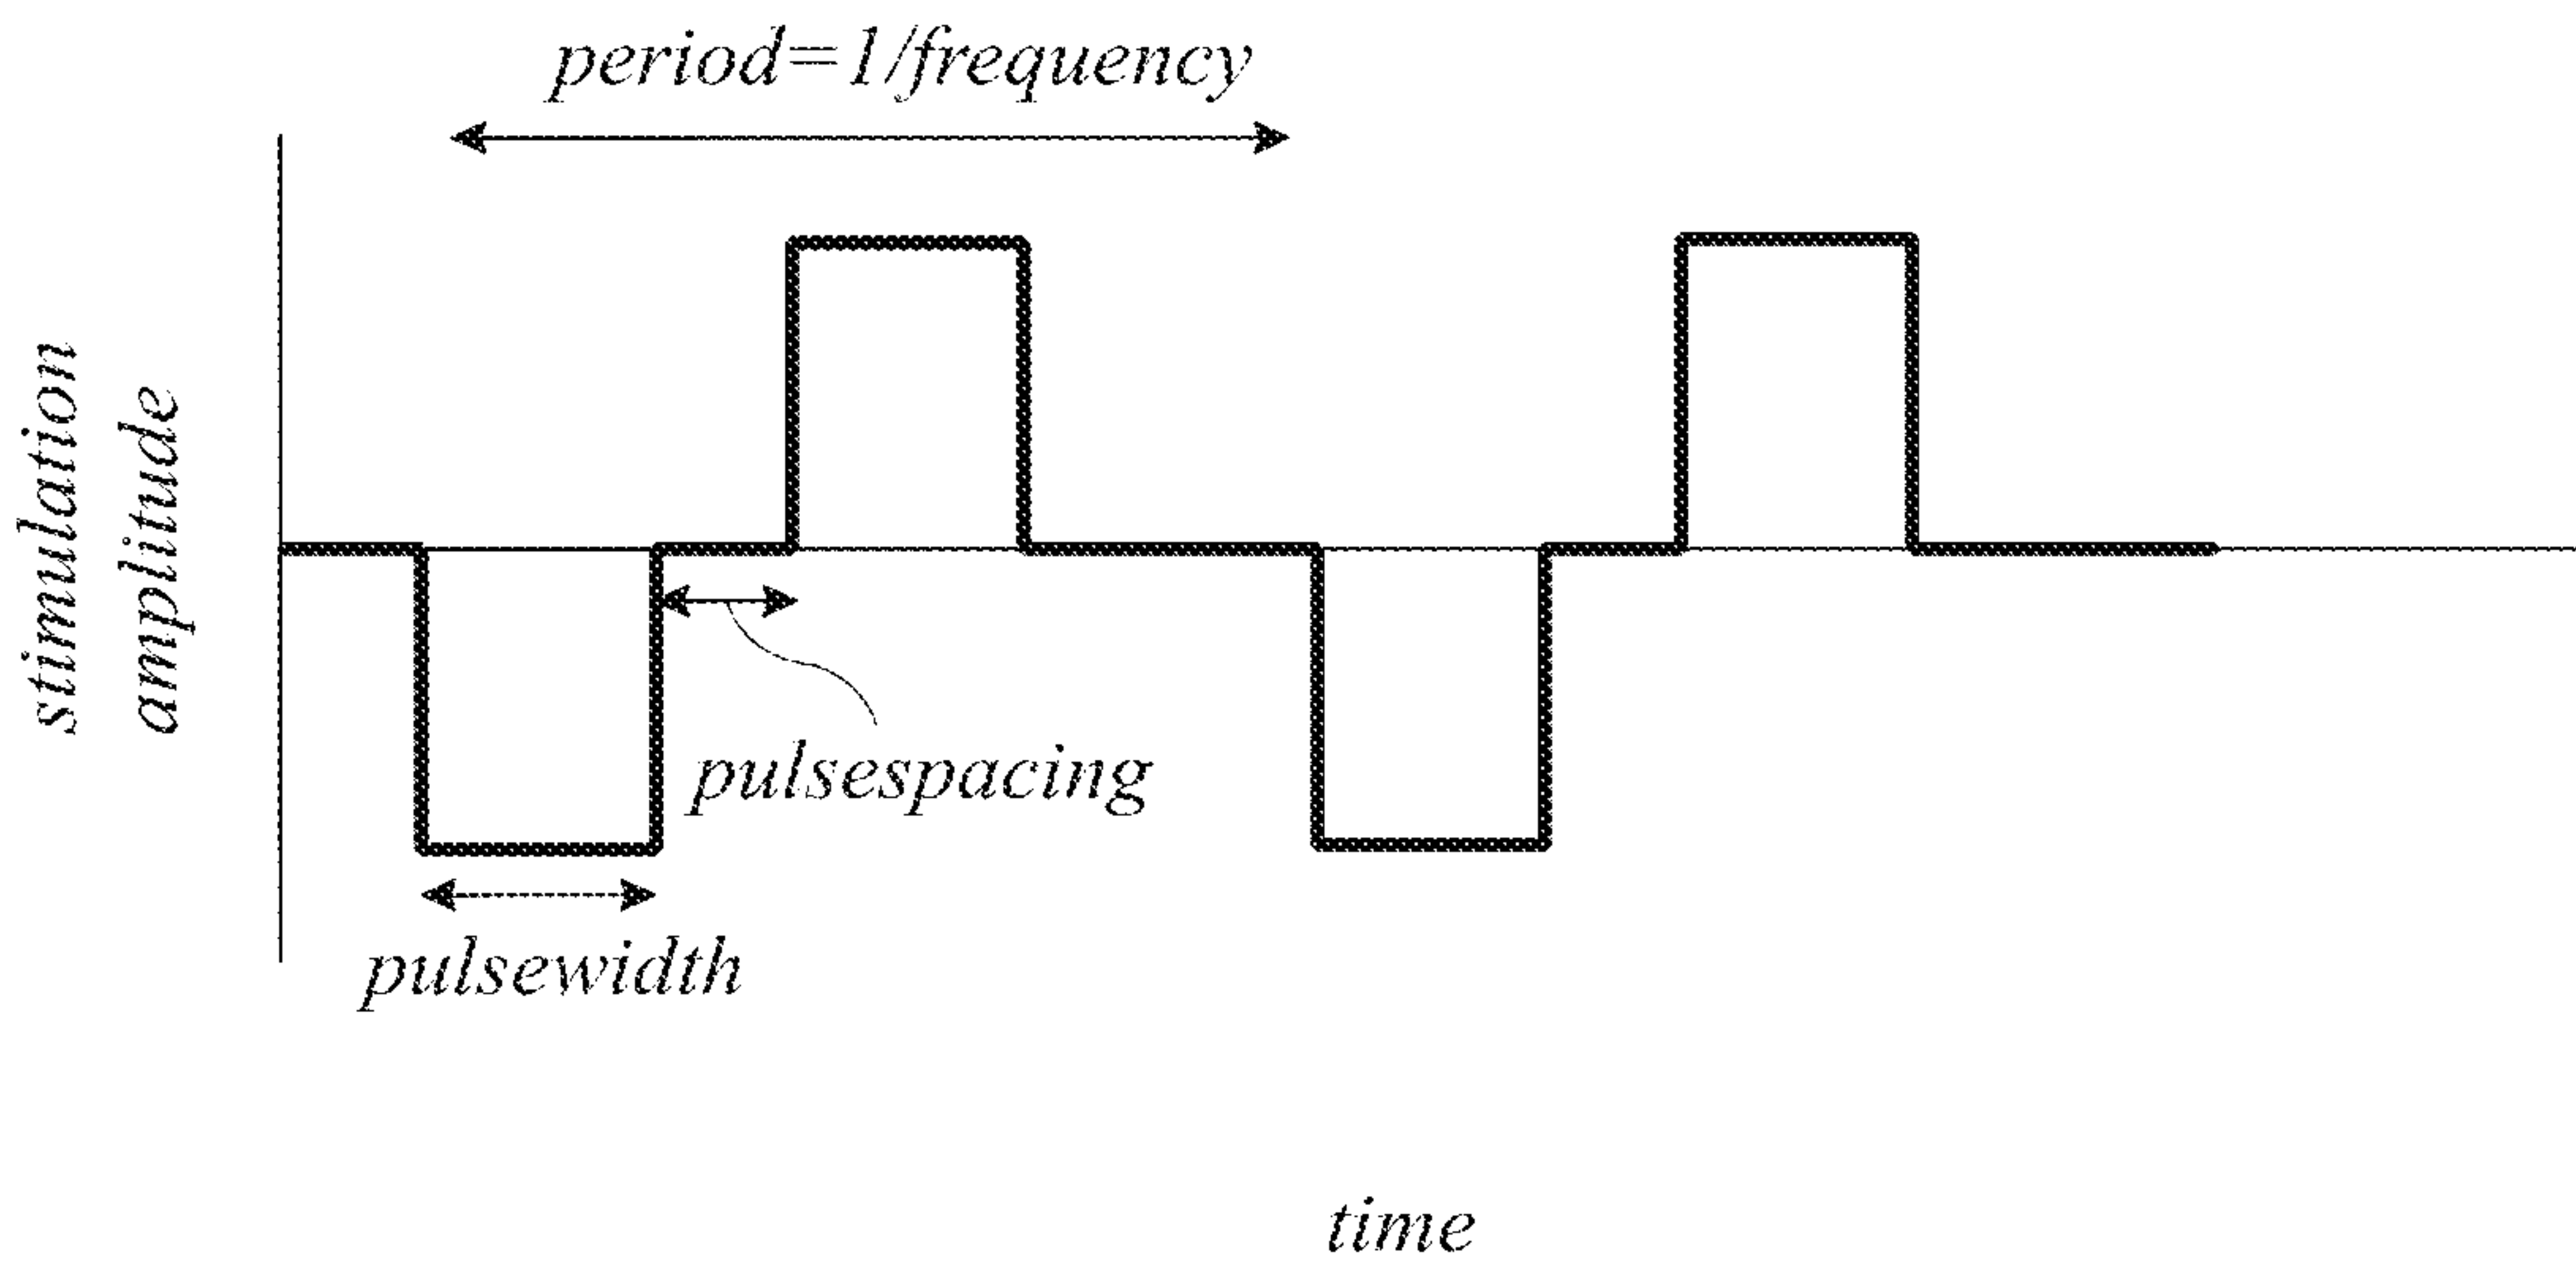 period=1/frequency
stimulation
amplitude
pulsespacing
pulsewidth
time